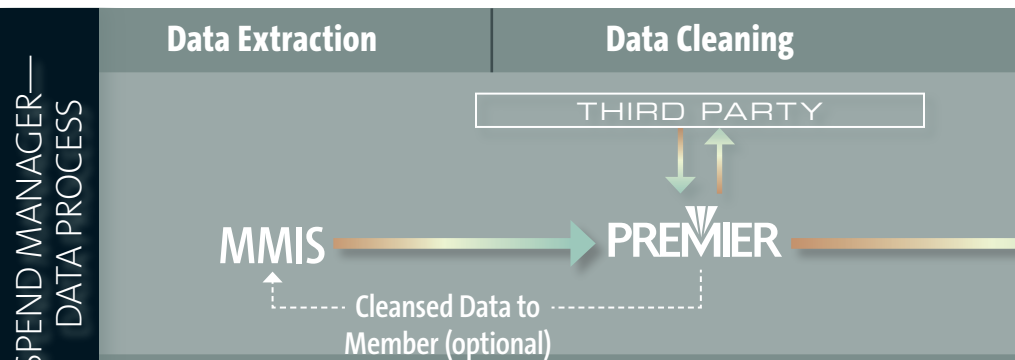 SPEND MANAGER—
DATA PROCESS
Data Extraction
Data Cleaning
THIRD PARTY
MMIS
PREMIER
Cleansed Data to
Member (optional)